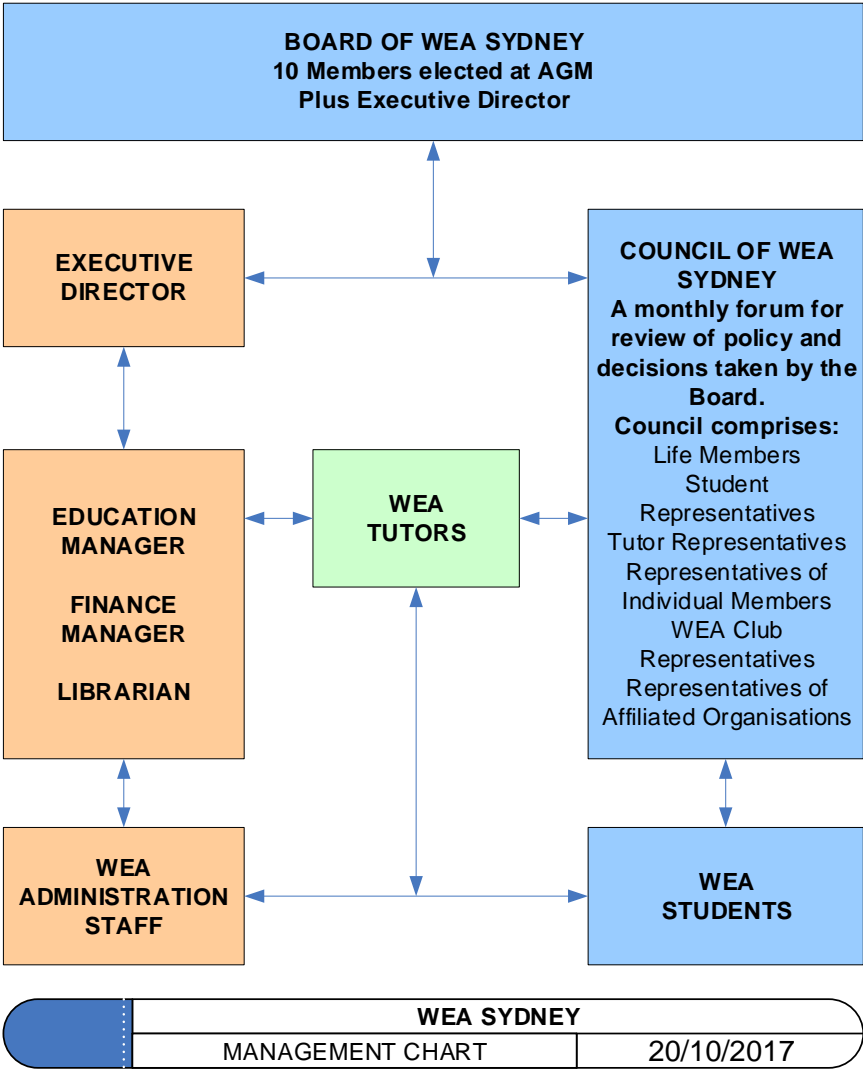 BOARD OF WEA SYDNEY
10 Members elected at AGM
Plus Executive Director
EXECUTIVE
DIRECTOR
COUNCIL OF WEA
SYDNEY
A monthly forum for
review of policy and
decisions taken by the
Board.
Council comprises:
Life Members
Student
Representatives
Tutor Representatives
Representatives of
Individual Members
WEA Club
Representatives
Representatives of
Affiliated Organisations
EDUCATION
MANAGER
FINANCE
MANAGER
LIBRARIAN
WEA
TUTORS
WEA
ADMINISTRATION
STAFF
WEA
STUDENTS
WEA SYDNEY
MANAGEMENT CHART
20/10/2017